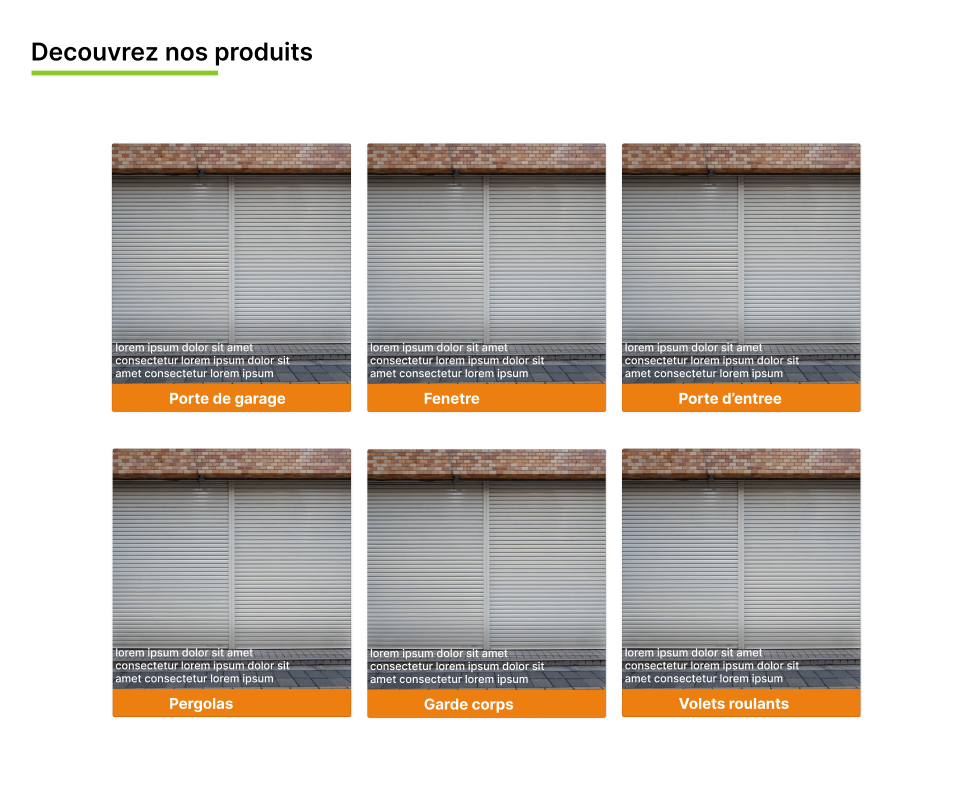 Decouvrez nos produits
lorem ipsum dolor sit amet
consectetur lorem ipsum dolor sit
amet consectetur lorem ipsum
Porte de garage
lorem ipsum dolor sit amet
consectetur lorem ipsum dolor sit
amet consectetur lorem ipsum
Fenetre
lorem ipsum dolor sit amet
consectetur lorem ipsum dolor sit
amet consectetur lorem ipsum
Porte d’entree
lorem ipsum dolor sit amet
consectetur lorem ipsum dolor sit
amet consectetur lorem ipsum
Pergolas
lorem ipsum dolor sit amet
consectetur lorem ipsum dolor sit
amet consectetur lorem ipsum
Garde corps
lorem ipsum dolor sit amet
consectetur lorem ipsum dolor sit
amet consectetur lorem ipsum
Volets roulants